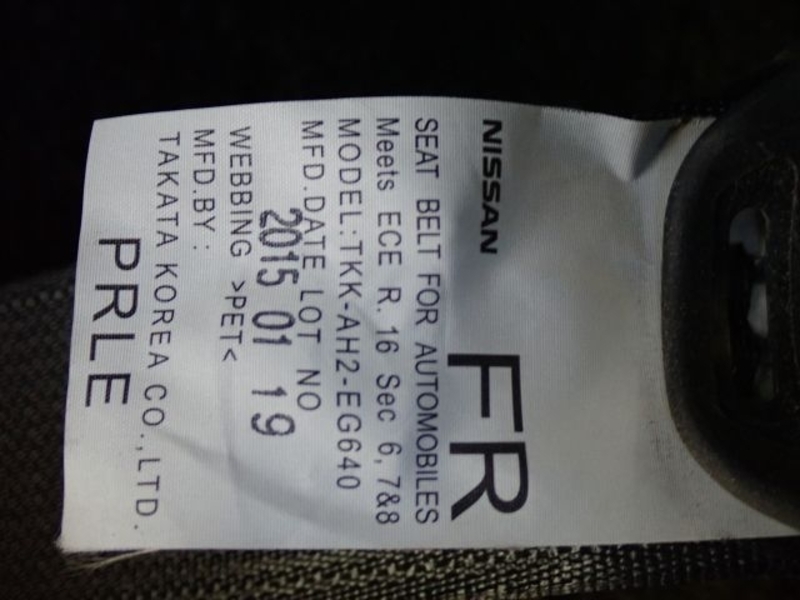 NISSAN FR
SEAT BELT FOR AUTOMOBILES
Meets ECE R. 16 Sec 6,7&8
MODEL:TKK-AH2-EG640
MFD.DATE LOT NO
2015 01 19
WEBBING >PET<
MFD.BY :
TAKATA KOREA CO.,LTD.
PRLE